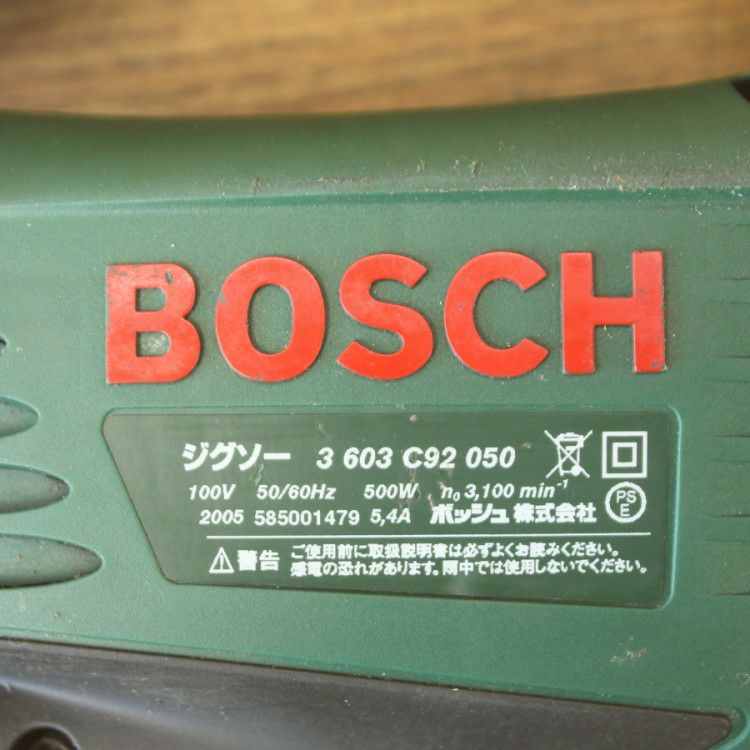 BOSCH
ジグソー 3 603 C92 050
100V 50/60Hz 500W n₀ 3,100 min⁻¹
PS
E
2005 585001479 5,4A ボッシュ株式会社
⚠警告 ご使用前に取扱説明書は必ずよくお読みください。
感電の恐れがあります。雨中では使用しないでください。